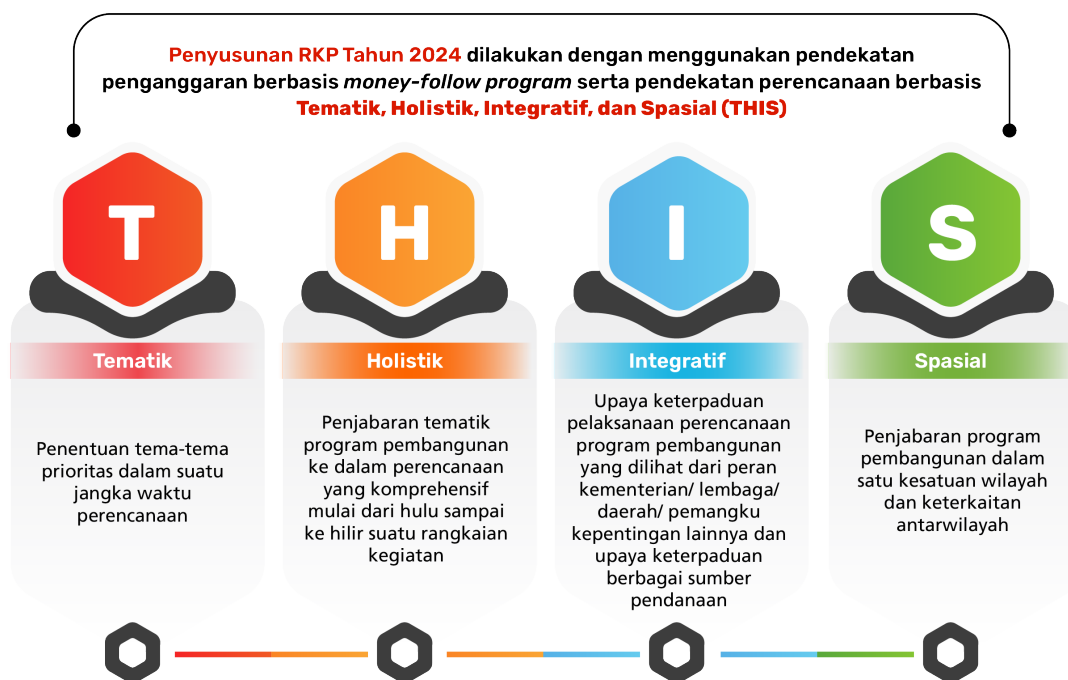 Penyusunan RKP Tahun 2024 dilakukan dengan menggunakan pendekatan
penganggaran berbasis money-follow program serta pendekatan perencanaan berbasis
Tematik, Holistik, Integratif, dan Spasial (THIS)
T
H
I
S
Tematik
Penentuan tema-tema
prioritas dalam suatu
jangka waktu
perencanaan
Holistik
Penjabaran tematik
program pembangunan
ke dalam perencanaan
yang komprehensif
mulai dari hulu sampai
ke hilir suatu rangkaian
kegiatan
Integratif
Upaya keterpaduan
pelaksanaan perencanaan
program pembangunan
yang dilihat dari peran
kementerian/ lembaga/
daerah/ pemangku
kepentingan lainnya dan
upaya keterpaduan
berbagai sumber
pendanaan
Spasial
Penjabaran program
pembangunan dalam
satu kesatuan wilayah
dan keterkaitan
antarwilayah